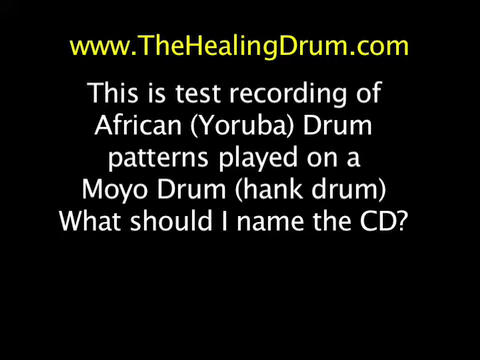 www.TheHealingDrum.com
This is test recording of
African (Yoruba) Drum
patterns played on a
Moyo Drum (hank drum)
What should I name the CD?